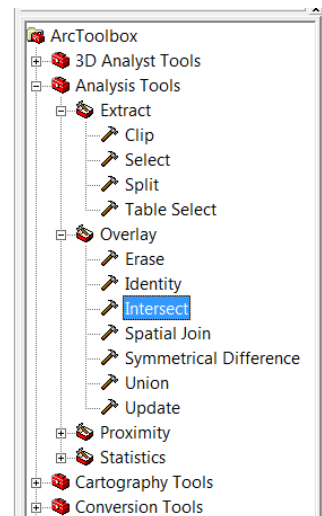 ArcToolbox
3D Analyst Tools
Analysis Tools
Extract
Clip
Select
Split
Table Select
Overlay
Erase
Identity
Intersect
Spatial Join
Symmetrical Difference
Union
Update
Proximity
Statistics
Cartography Tools
Conversion Tools